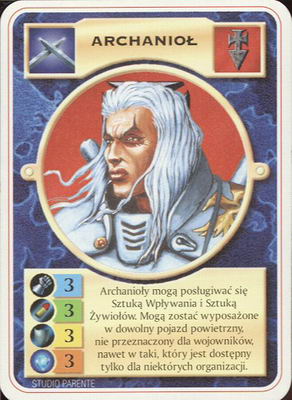 ARCHANIOŁ
3
3
3
3
Archanioły mogą posługiwać się
Sztuką Wpływania i Sztuką
Żywiołów. Mogą zostać wyposażone
w dowolny pojazd powietrzny,
nie przeznaczony dla wojowników,
nawet w taki, który jest dostępny
tylko dla niektórych organizacji.
STUDIO PARENTE